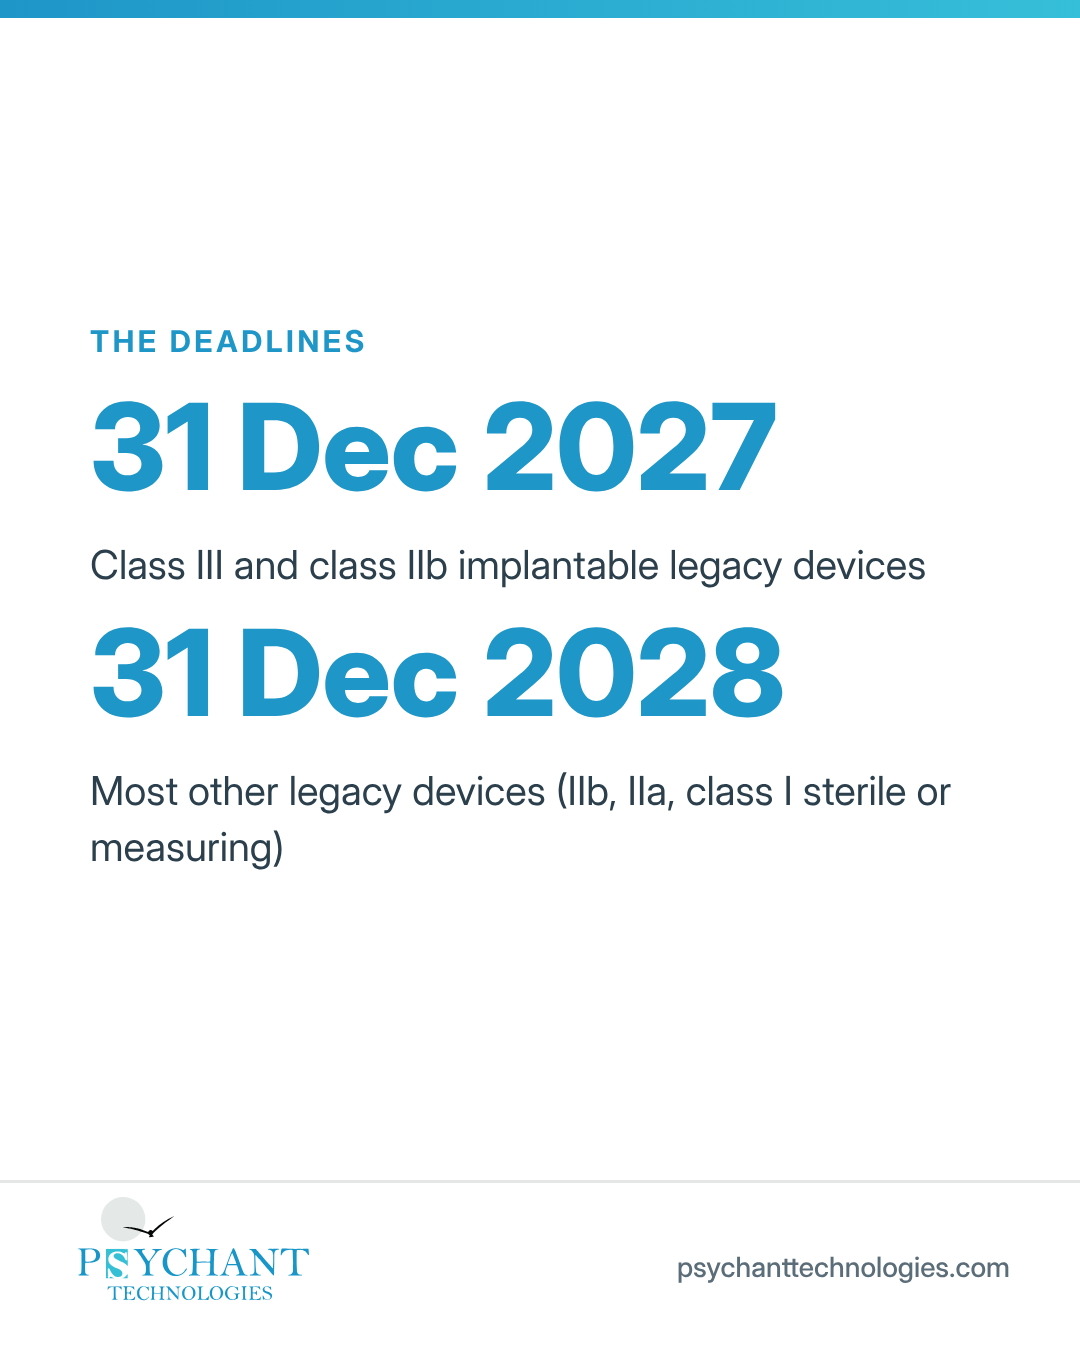 THE DEADLINES
31 Dec 2027
Class III and class IIb implantable legacy devices
31 Dec 2028
Most other legacy devices (IIb, IIa, class I sterile or
measuring)
PSYCHANT
TECHNOLOGIES
psychanttechnologies.com